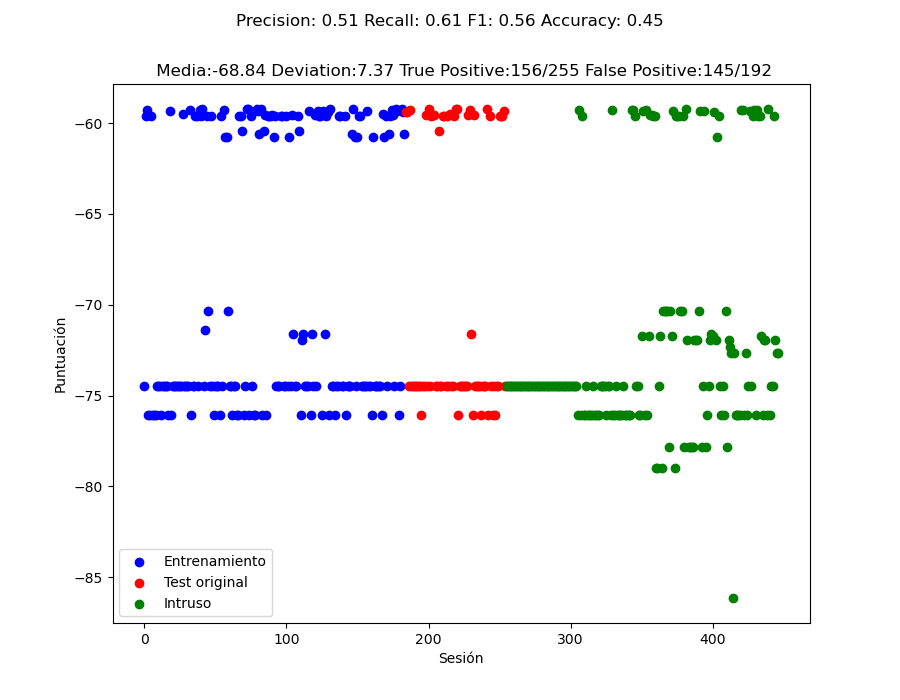 Precision: 0.51 Recall: 0.61 F1: 0.56 Accuracy: 0.45
Media:-68.84 Deviation:7.37 True Positive:156/255 False Positive:145/192
−60
−65
−70
−75
−80
−85
Puntuación
Entrenamiento
Test original
Intruso
0 100 200 300 400
Sesión